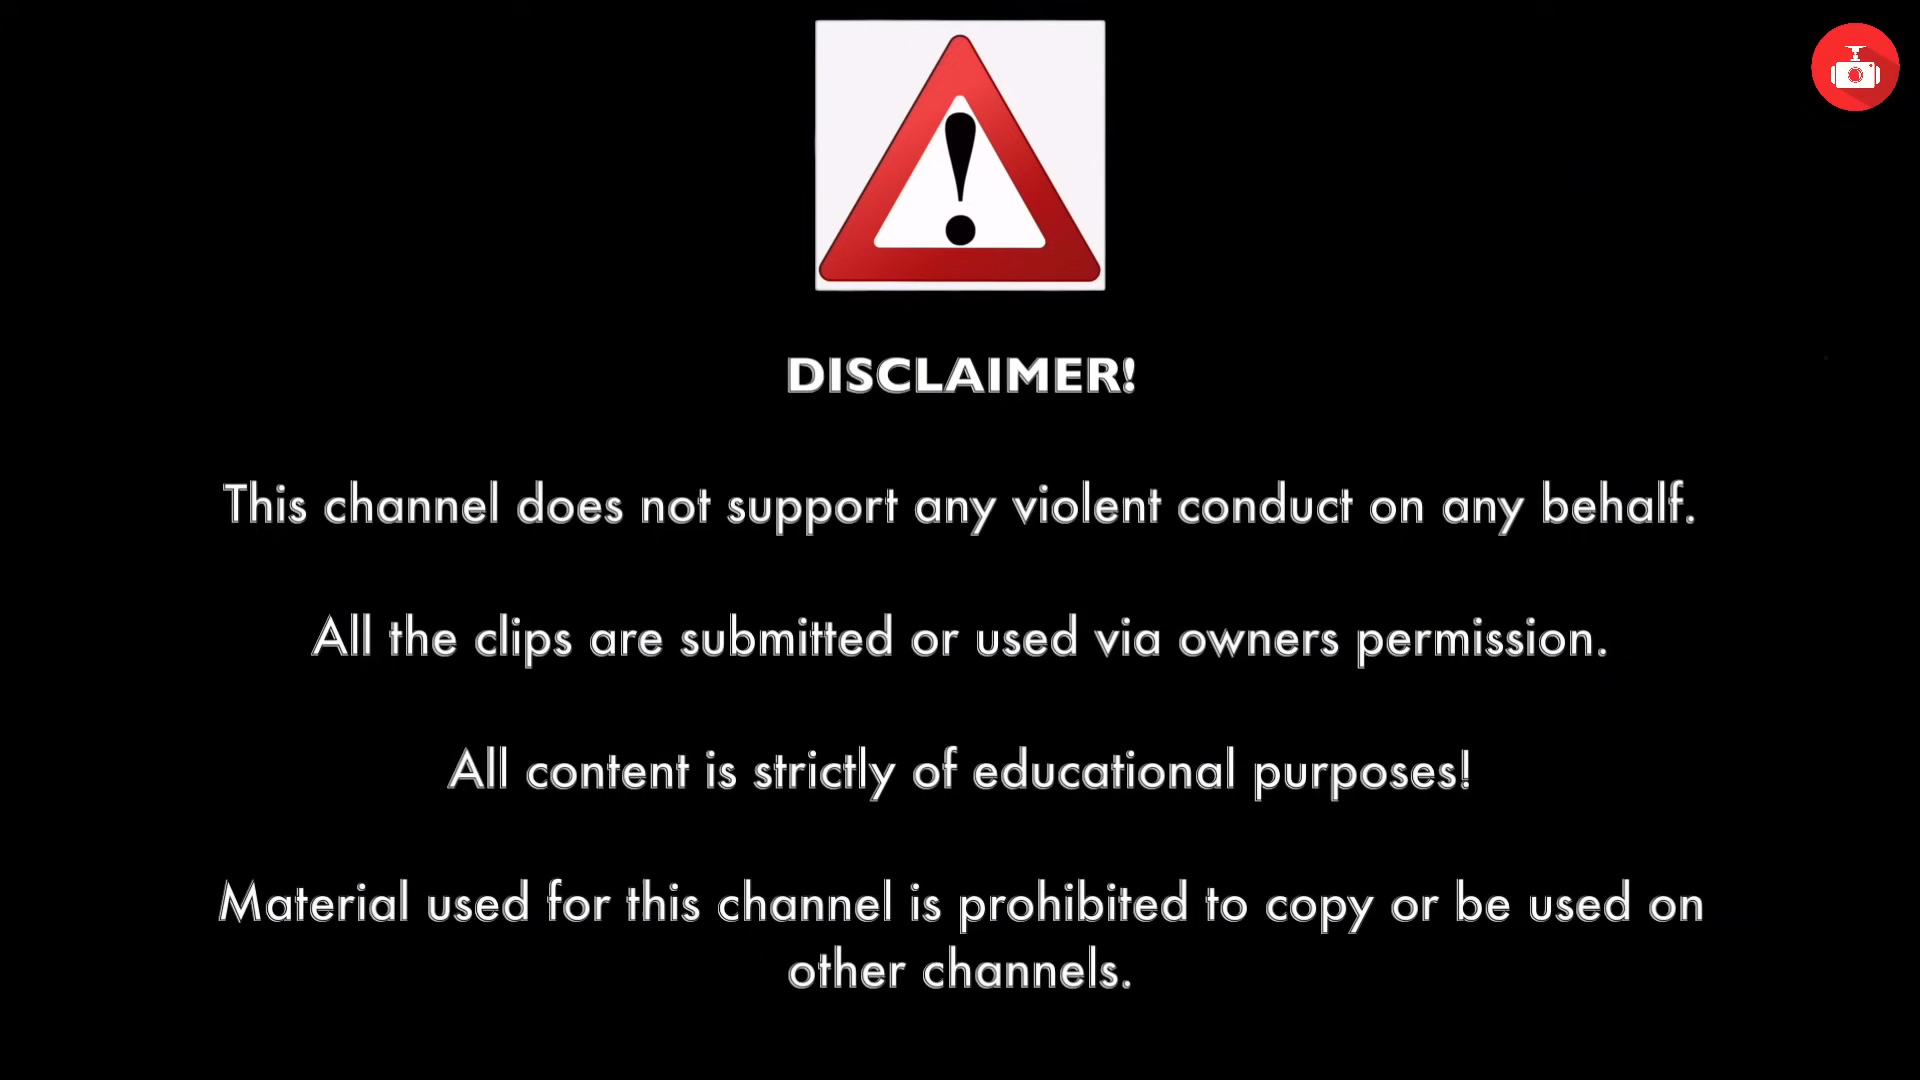 DISCLAIMER!
This channel does not support any violent conduct on any behalf.
All the clips are submitted or used via owners permission.
All content is strictly of educational purposes!
Material used for this channel is prohibited to copy or be used on
other channels.